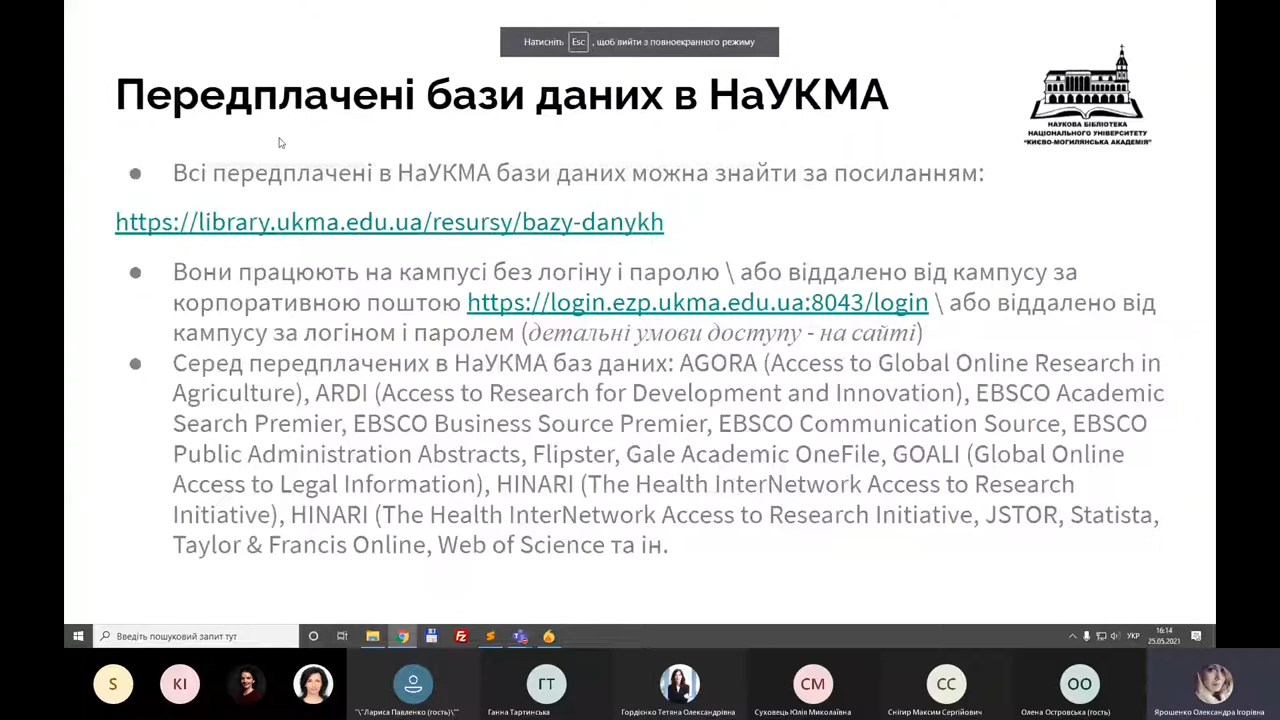 Натисніть Esc , щоб вийти з повноекранного режиму
Передплачені бази даних в НаУКМА
НАУКОВА БІБЛІОТЕКА
НАЦІОНАЛЬНОГО УНІВЕРСИТЕТУ
"КИЄВО-МОГИЛЯНСЬКА АКАДЕМІЯ"
● Всі передплачені в НаУКМА бази даних можна знайти за посиланням:
https://library.ukma.edu.ua/resursy/bazy-danykh
● Вони працюють на кампусі без логіну і паролю \ або віддалено від кампусу за
корпоративною поштою https://login.ezp.ukma.edu.ua:8043/login \ або віддалено від
кампусу за логіном і паролем (детальні умови доступу - на сайті)
● Серед передплачених в НаУКМА баз даних: AGORA (Access to Global Online Research in
Agriculture), ARDI (Access to Research for Development and Innovation), EBSCO Academic
Search Premier, EBSCO Business Source Premier, EBSCO Communication Source, EBSCO
Public Administration Abstracts, Flipster, Gale Academic OneFile, GOALI (Global Online
Access to Legal Information), HINARI (The Health InterNetwork Access to Research
Initiative), HINARI (The Health InterNetwork Access to Research Initiative, JSTOR, Statista,
Taylor & Francis Online, Web of Science та ін.
Введіть пошуковий запит тут
УКР
16:14
25.05.2021
S
КІ
ГТ
СМ
СС
ОО
"\"Лариса Павленко (гость)\""
Ганна Тартинська
Гордієнко Тетяна Олександрівна
Суховець Юлія Миколаївна
Снігир Максим Сергійович
Олена Островська (гость)
Ярошенко Олександра Ігорівна